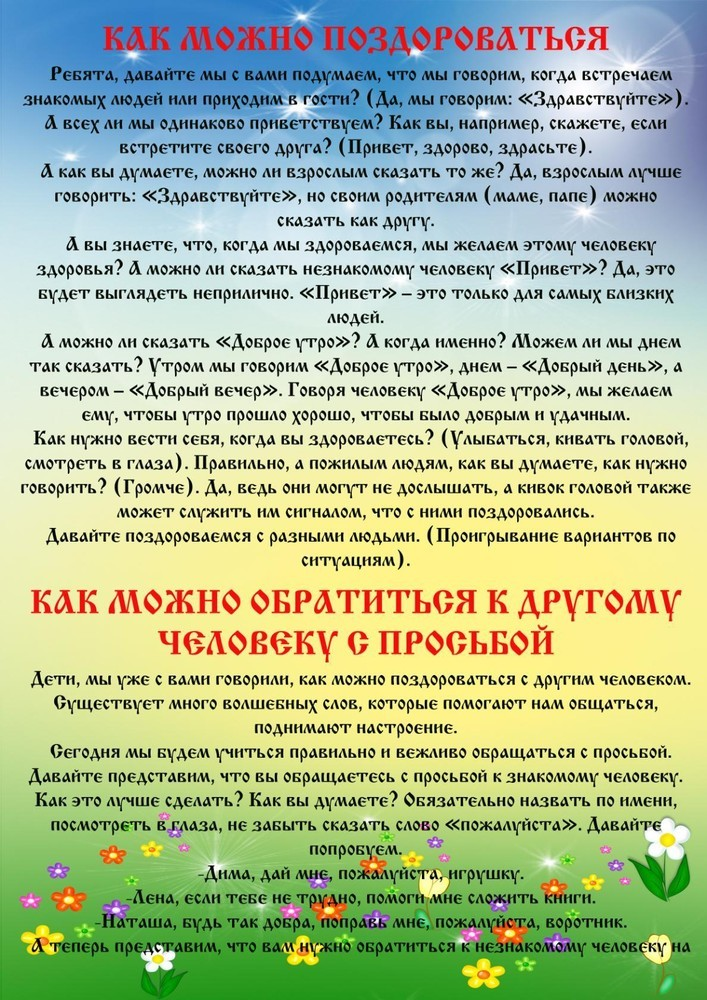 КАК МОЖНО ПОЗДОРОВАТЬСЯ
Ребята, давайте мы с вами подумаем, что мы говорим, когда встречаем
знакомых людей или приходим в гости? (Да, мы говорим: «Здравствуйте»).
А всех ли мы одинаково приветствуем? Как вы, например, скажете, если
встретите своего друга? (Привет, здорово, здрасьте).
А как вы думаете, можно ли взрослым сказать то же? Да, взрослым лучше
говорить: «Здравствуйте», но своим родителям (маме, папе) можно
сказать как другу.
А вы знаете, что, когда мы здороваемся, мы желаем этому человеку
здоровья? А можно ли сказать незнакомому человеку «Привет»? Да, это
будет выглядеть неприлично. «Привет» – это только для самых близких
людей.
А можно ли сказать «Доброе утро»? А когда именно? Можем ли мы днем
так сказать? Утром мы говорим «Доброе утро», днем – «Добрый день», а
вечером – «Добрый вечер». Говоря человеку «Доброе утро», мы желаем
ему, чтобы утро прошло хорошо, чтобы было добрым и удачным.
Как нужно вести себя, когда вы здороваетесь? (Улыбаться, кивать головой,
смотреть в глаза). Правильно, а пожилым людям, как вы думаете, как нужно
говорить? (Громче). Да, ведь они могут не дослышать, а кивок головой также
может служить им сигналом, что с ними поздоровались.
Давайте поздороваемся с разными людьми. (Проигрывание вариантов по
ситуациям).
КАК МОЖНО ОБРАТИТЬСЯ К ДРУГОМУ
ЧЕЛОВЕКУ С ПРОСЬБОЙ
Дети, мы уже с вами говорили, как можно поздороваться с другим человеком.
Существует много волшебных слов, которые помогают нам общаться,
поднимают настроение.
Сегодня мы будем учиться правильно и вежливо обращаться с просьбой.
Давайте представим, что вы обращаетесь с просьбой к знакомому человеку.
Как это лучше сделать? Как вы думаете? Обязательно назвать по имени,
посмотреть в глаза, не забыть сказать слово «пожалуйста». Давайте
попробуем.
-Дима, дай мне, пожалуйста, игрушку.
-Лена, если тебе не трудно, помоги мне сложить книги.
-Наташа, будь так добра, поправь мне, пожалуйста, воротник.
А теперь представим, что вам нужно обратиться к незнакомому человеку на